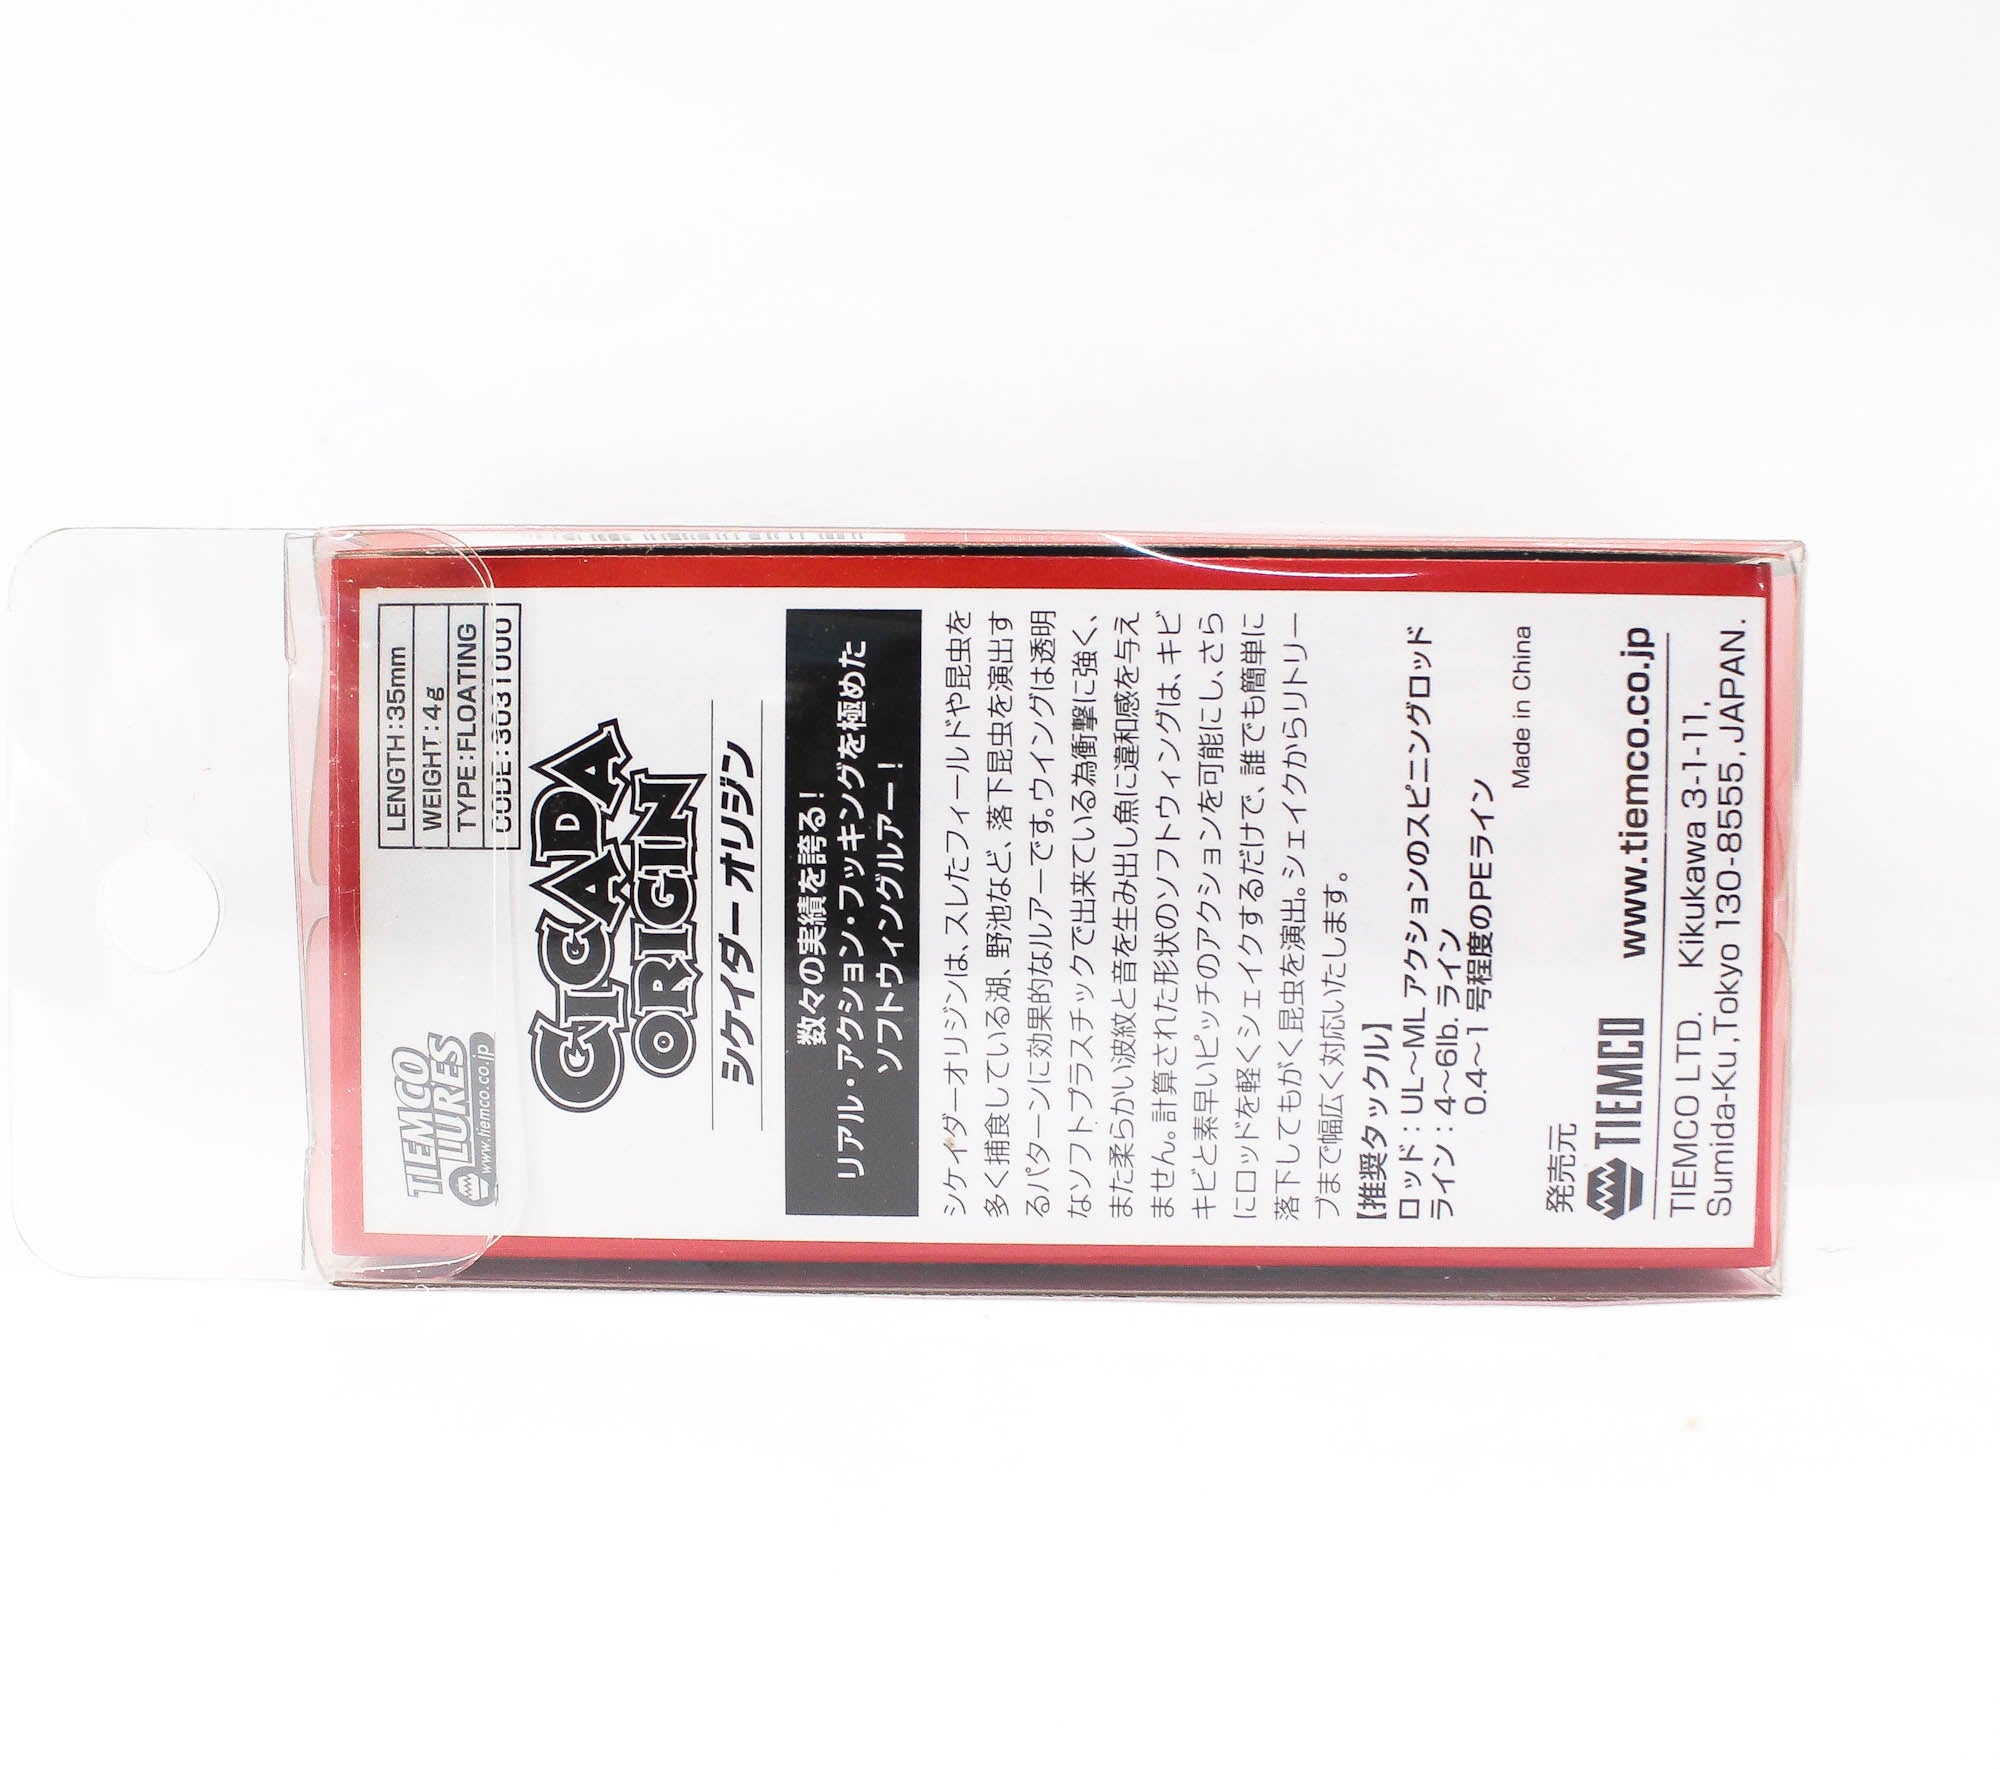 TIEMCO
LURES
www.tiemco.co.jp
LENGTH:35mm
WEIGHT:4g
TYPE:FLOATING
CODE:3031000
CICADA
ORIGIN
シケイダー オリジン
数々の実績を誇る!
リアル・アクション・フッキングを極めた
ソフトウィングルアー!
シケイダーオリジンは、スレたフィールドや昆虫を
多く捕食している湖、野池など、落下昆虫を演出す
るパターンに効果的なルアーです。ウイングは透明
なソフトプラスチックで出来ている為衝撃に強く、
また柔らかい波紋と音を生み出し魚に違和感を与え
ません。計算された形状のソフトウィングは、キビ
キビと素早いピッチのアクションを可能にし、さら
にロッドを軽くシェイクするだけで、誰でも簡単に
落下してもがく昆虫を演出。シェイクからリトリー
ブまで幅広く対応いたします。
【推奨タックル】
ロッド：UL〜ML アクションのスピニングロッド
ライン：4〜6lb. ライン
0.4〜1 号程度のPEライン
Made in China
発売元
TIEMCO www.tiemco.co.jp
TIEMCO LTD. Kikukawa 3-1-11,
Sumida-Ku,Tokyo 130-8555,JAPAN.